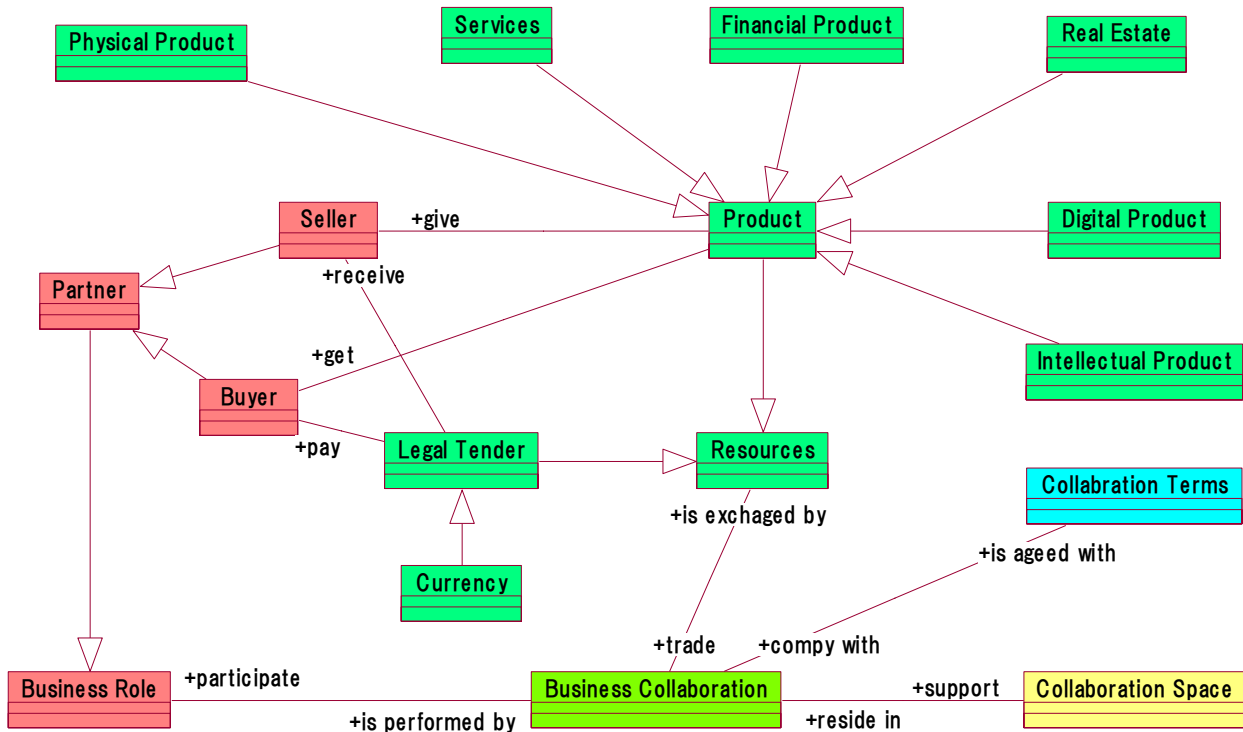 Services
Financial Product
Real Estate
Physical Product
Seller
+give
Product
Digital Product
+receive
Partner
+get
Intellectual Product
Buyer
+pay
Legal Tender
Resources
Collabration Terms
+is exchaged by
+is ageed with
Currency
+trade
+compy with
Business Role
+participate
Business Collaboration
+support
Collaboration Space
+is performed by
+reside in